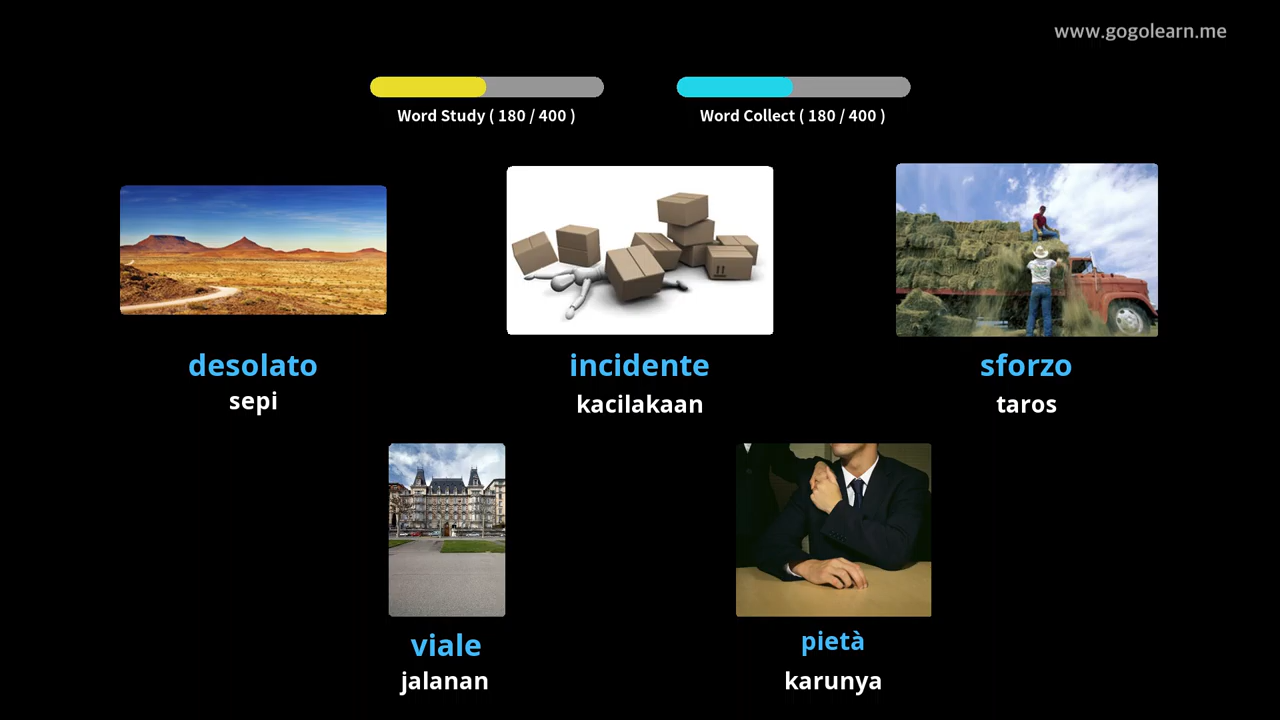 www.gogolearn.me
Word Study ( 180 / 400 )
Word Collect ( 180 / 400 )
desolato
sepi
incidente
kacilakaan
sforzo
taros
viale
jalanan
pietà
karunya